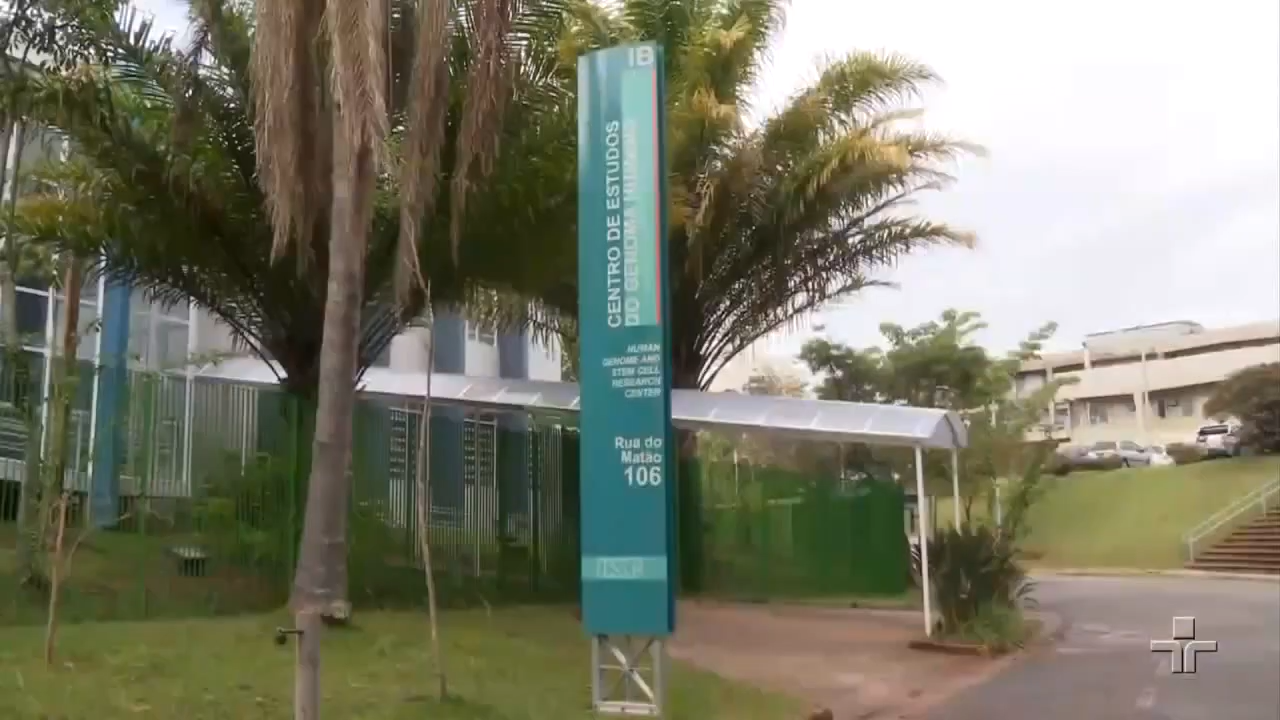 IB
CENTRO DE ESTUDOS
DO GENOMA HUMANO
HUMAN
GENOME AND
STEM CELL
RESEARCH
CENTER
Rua do
Matão
106